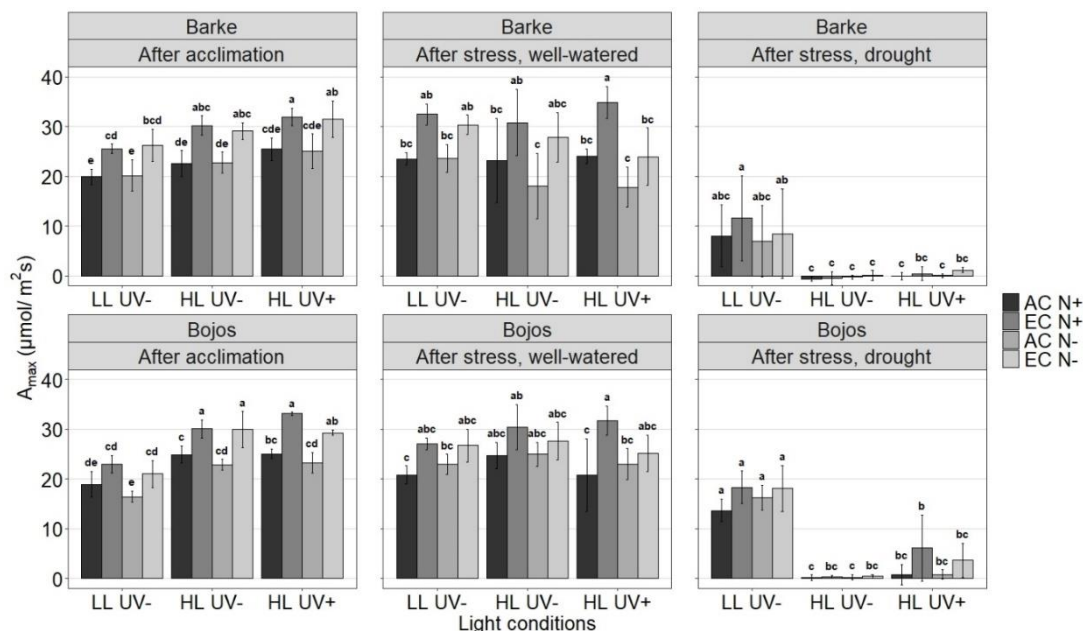 Barke Barke Barke
After acclimation After stress, well-watered After stress, drought
40
30
20
10
0
e cd e bcd de abc de abc cde a cde ab
bc ab bc ab bc ab c abc bc a c bc
abc a abc ab c c c c c bc c bc
LL UV- HL UV- HL UV+ LL UV- HL UV- HL UV+ LL UV- HL UV- HL UV+
Bojos Bojos Bojos
After acclimation After stress, well-watered After stress, drought
40
30
20
10
0
de cd e cd c a cd a bc a cd ab
c abc bc abc abc ab abc abc c a bc abc
a a a a c bc c bc bc b bc bc
LL UV- HL UV- HL UV+ LL UV- HL UV- HL UV+ LL UV- HL UV- HL UV+
Light conditions
Amax (μmol/ m²s)
AC N+
EC N+
AC N-
EC N-